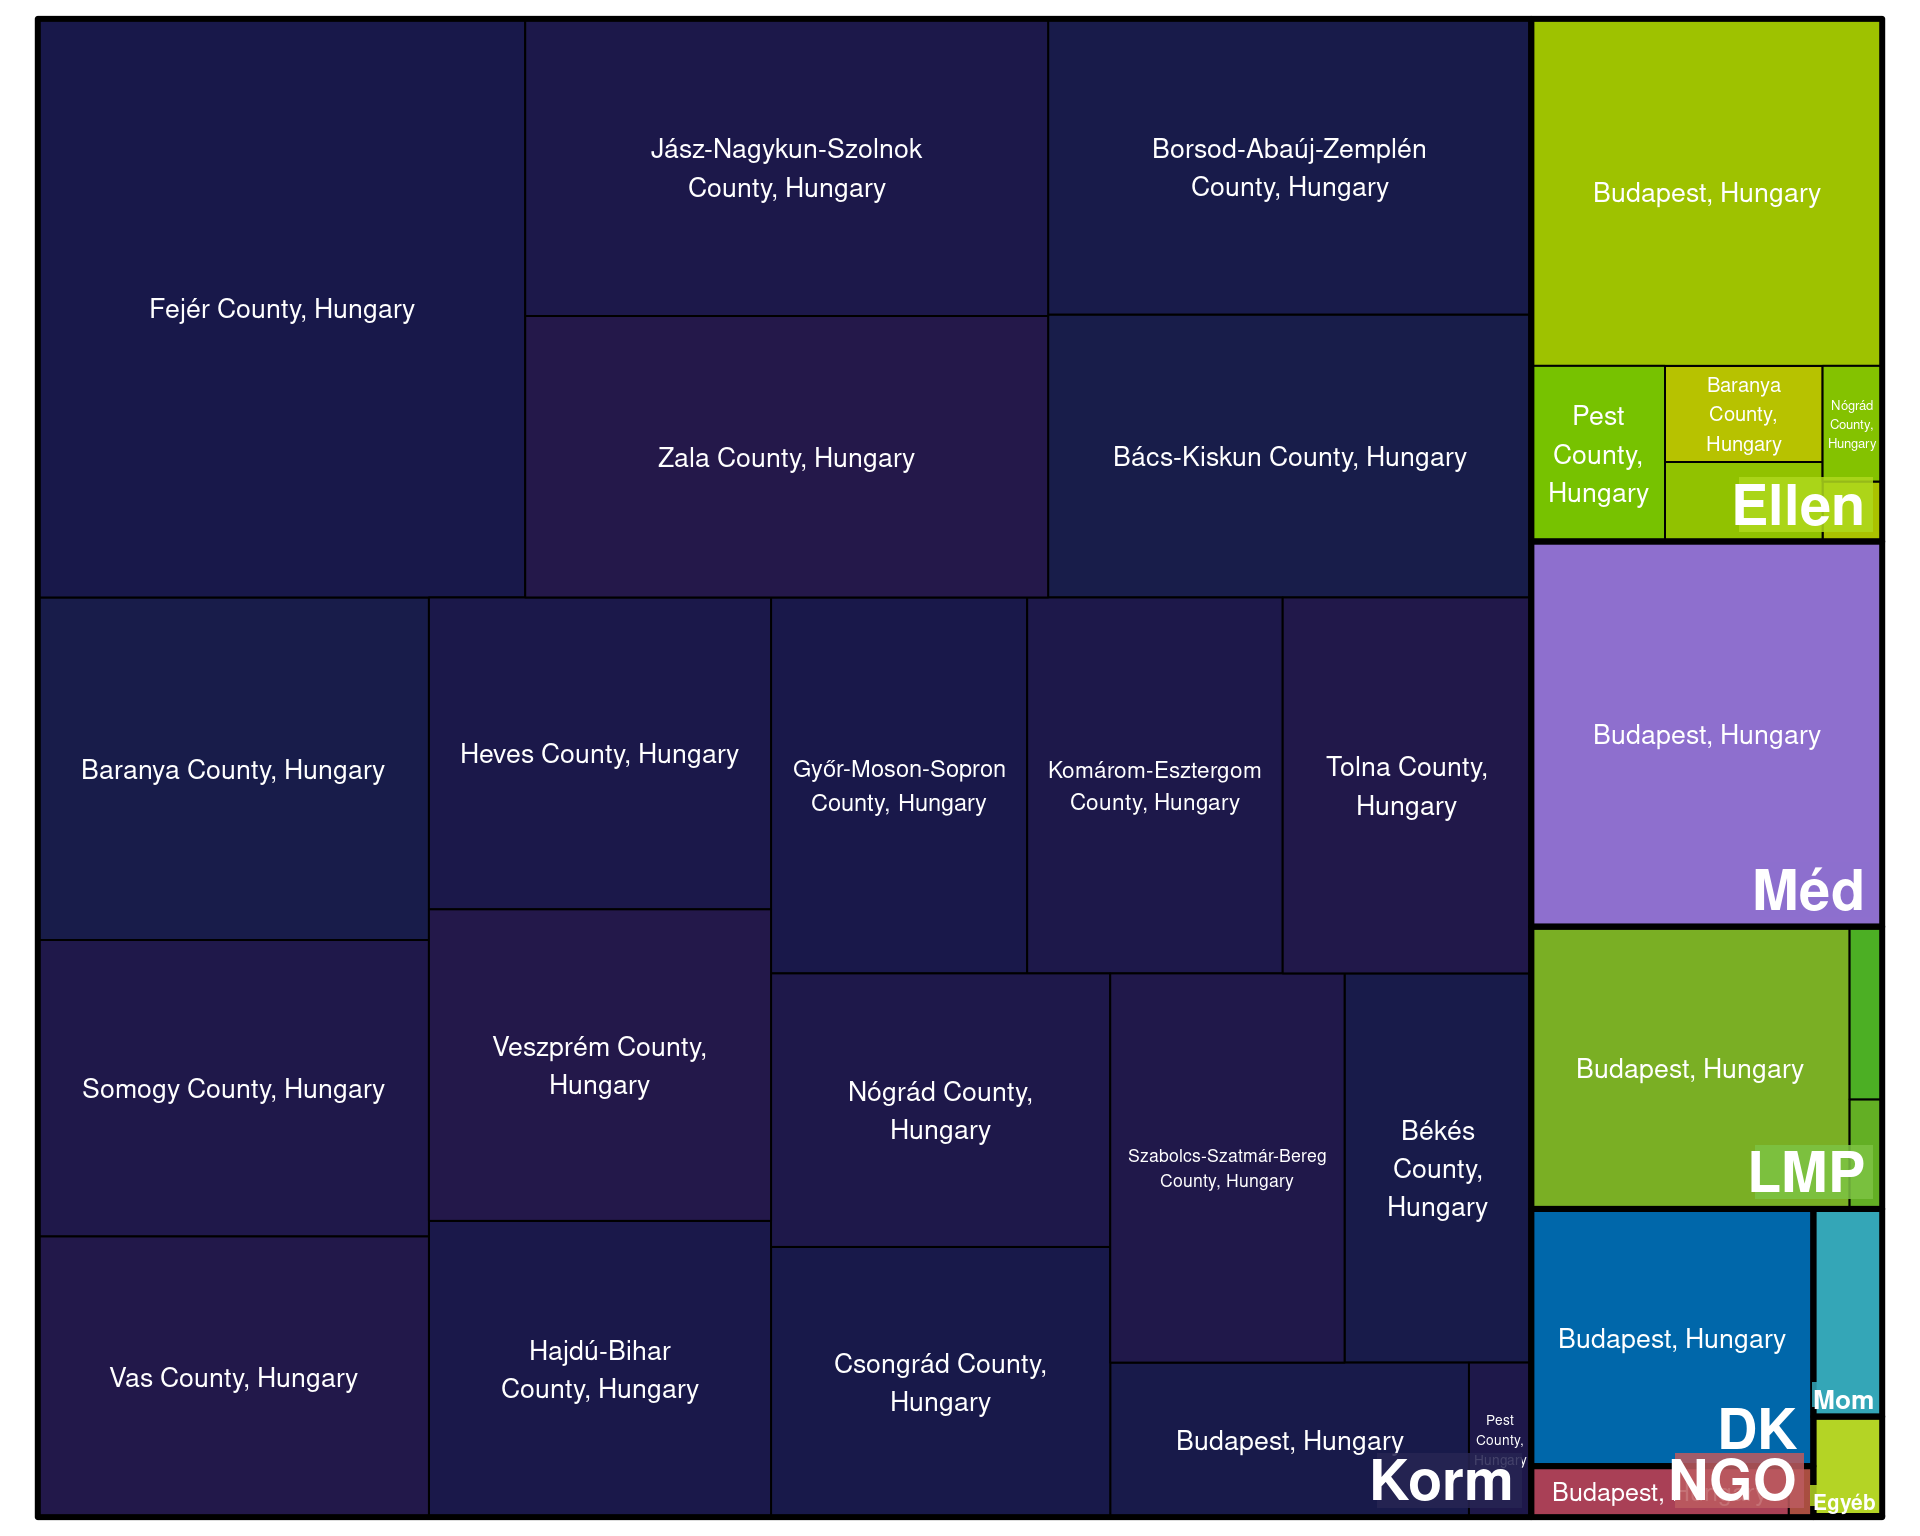 Fejér County, Hungary
Jász-Nagykun-Szolnok
County, Hungary
Borsod-Abaúj-Zemplén
County, Hungary
Zala County, Hungary
Bács-Kiskun County, Hungary
Baranya County, Hungary
Heves County, Hungary
Győr-Moson-Sopron
County, Hungary
Komárom-Esztergom
County, Hungary
Tolna County,
Hungary
Somogy County, Hungary
Veszprém County,
Hungary
Nógrád County,
Hungary
Szabolcs-Szatmár-Bereg
County, Hungary
Békés
County,
Hungary
Vas County, Hungary
Hajdú-Bihar
County, Hungary
Csongrád County,
Hungary
Budapest, Hungary
Pest
County,
Hungary
Korm
Budapest, Hungary
Pest
County,
Hungary
Baranya
County,
Hungary
Nógrád
County,
Hungary
Ellen
Budapest, Hungary
Méd
Budapest, Hungary
LMP
Budapest, Hungary
DK
Mom
Budapest, Hungary
NGO
Egyéb